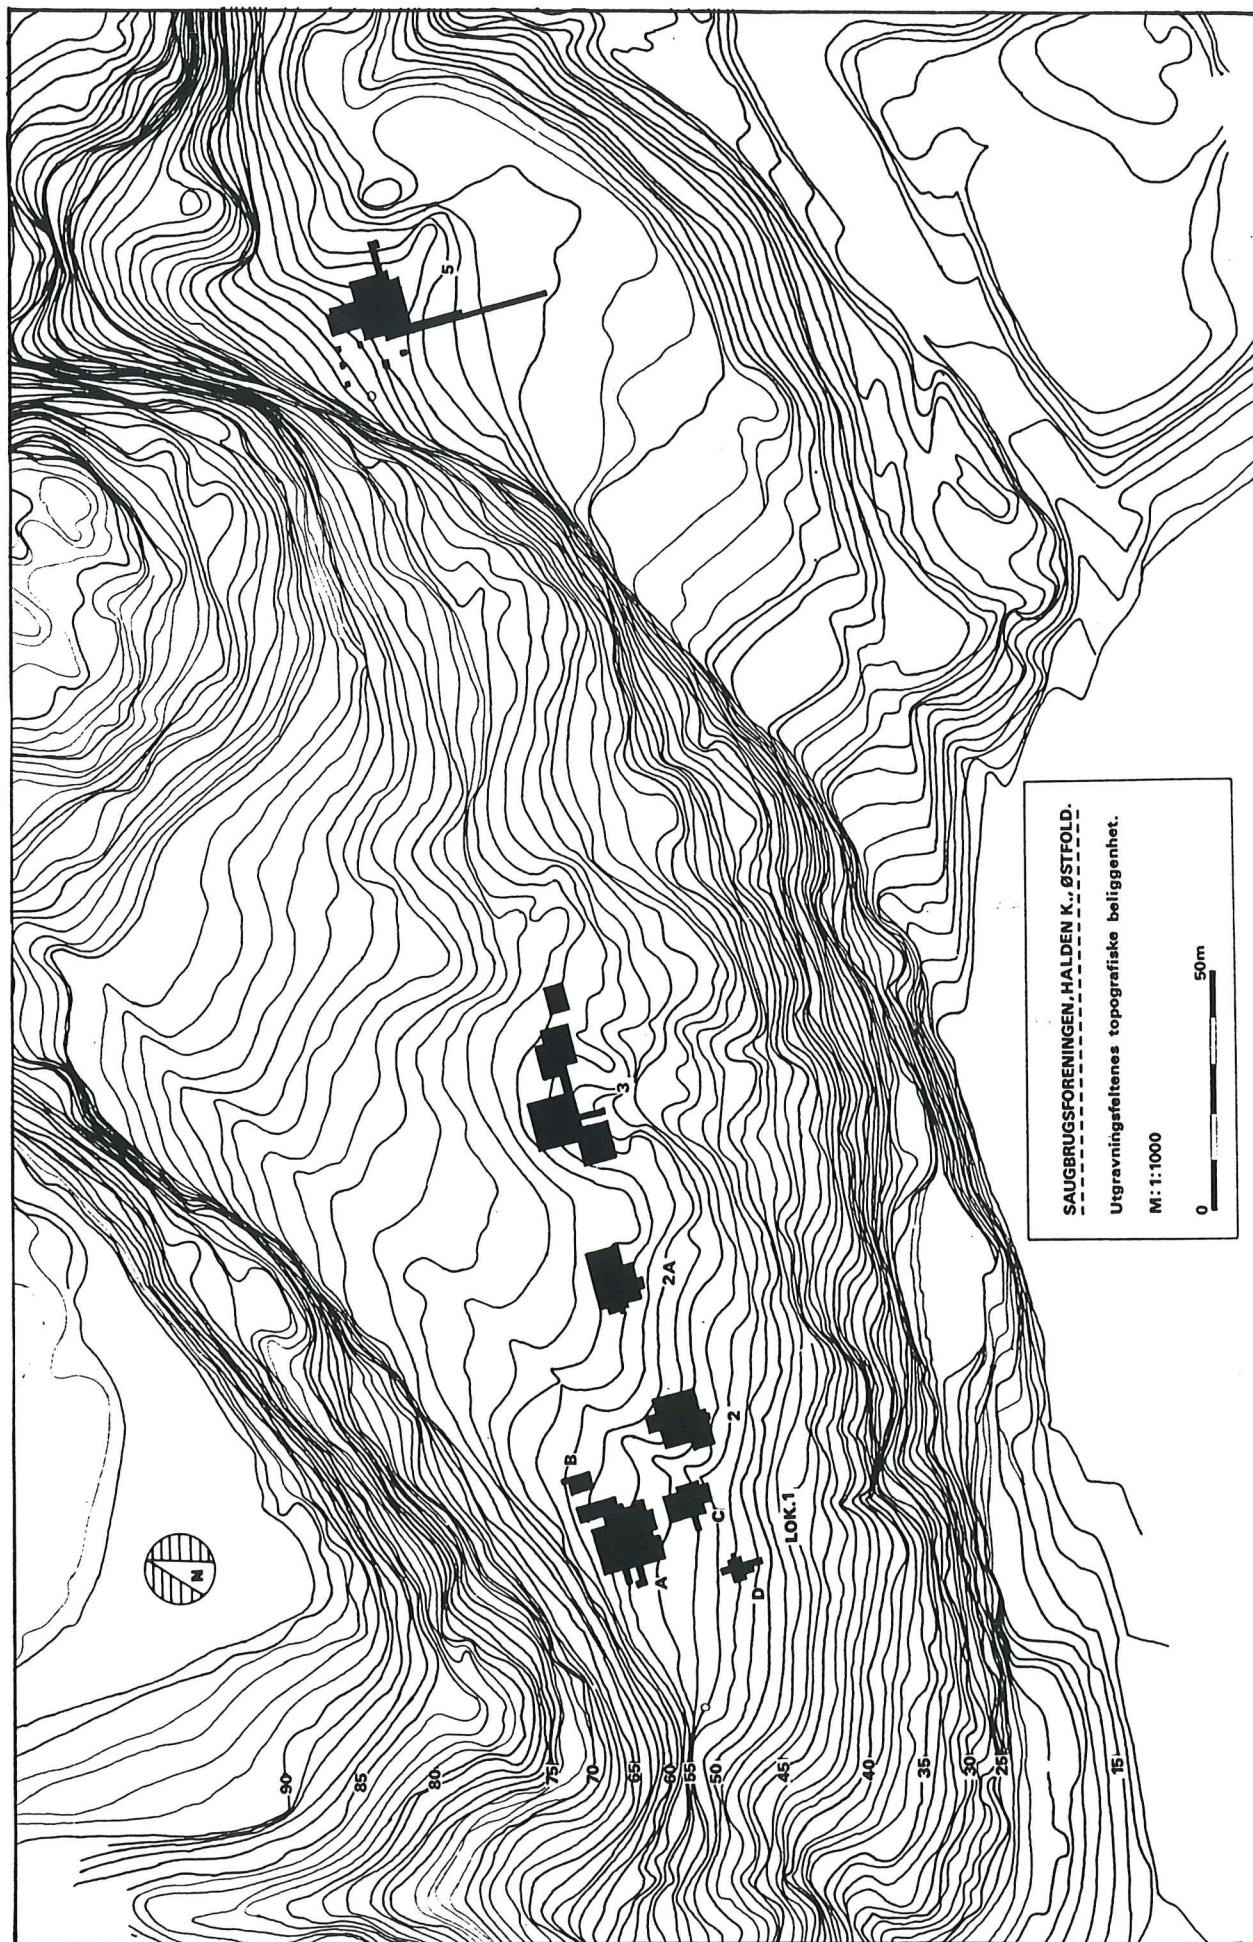 SAUGBRUGSFORENINGEN, HALDEN K., ØSTFOLD.
Utgravningsfeltenes topografiske beliggenhet.
M: 1:1000
0
50m
N
90
85
80
75
70
65
60
55
50
45
40
35
30
25
15
A
B
C
D
LOK.1
2
2A
3
5